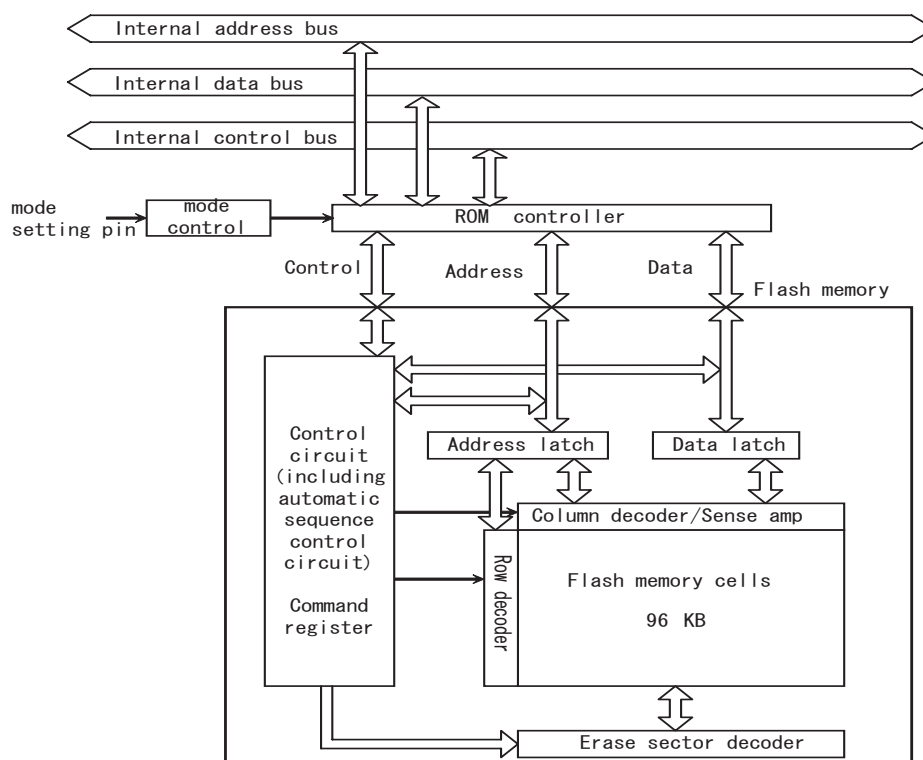 Internal address bus
Internal data bus
Internal control bus
mode
setting pin
mode
control
ROM controller
Control
Address
Data
Flash memory
Control
circuit
(including
automatic
sequence
control
circuit)
Command
register
Address latch
Data latch
Column decoder/Sense amp
Row decoder
Flash memory cells
96 KB
Erase sector decoder